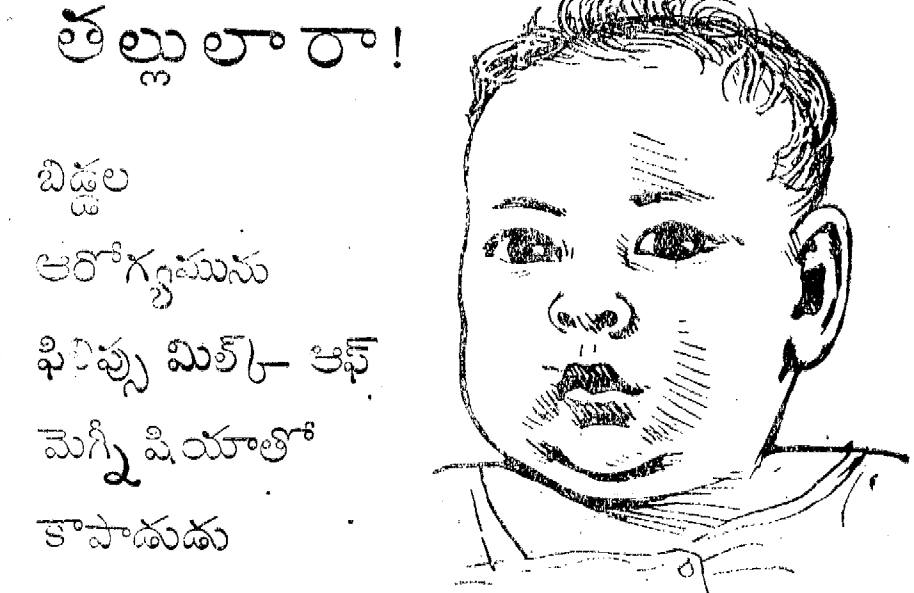 తల్లులారా!
బిడ్డల
ఆరోగ్యమును
ఫిలిప్సు మిల్క్— ఆఫ్
మెగ్నీషియాతో
కాపాడుడు